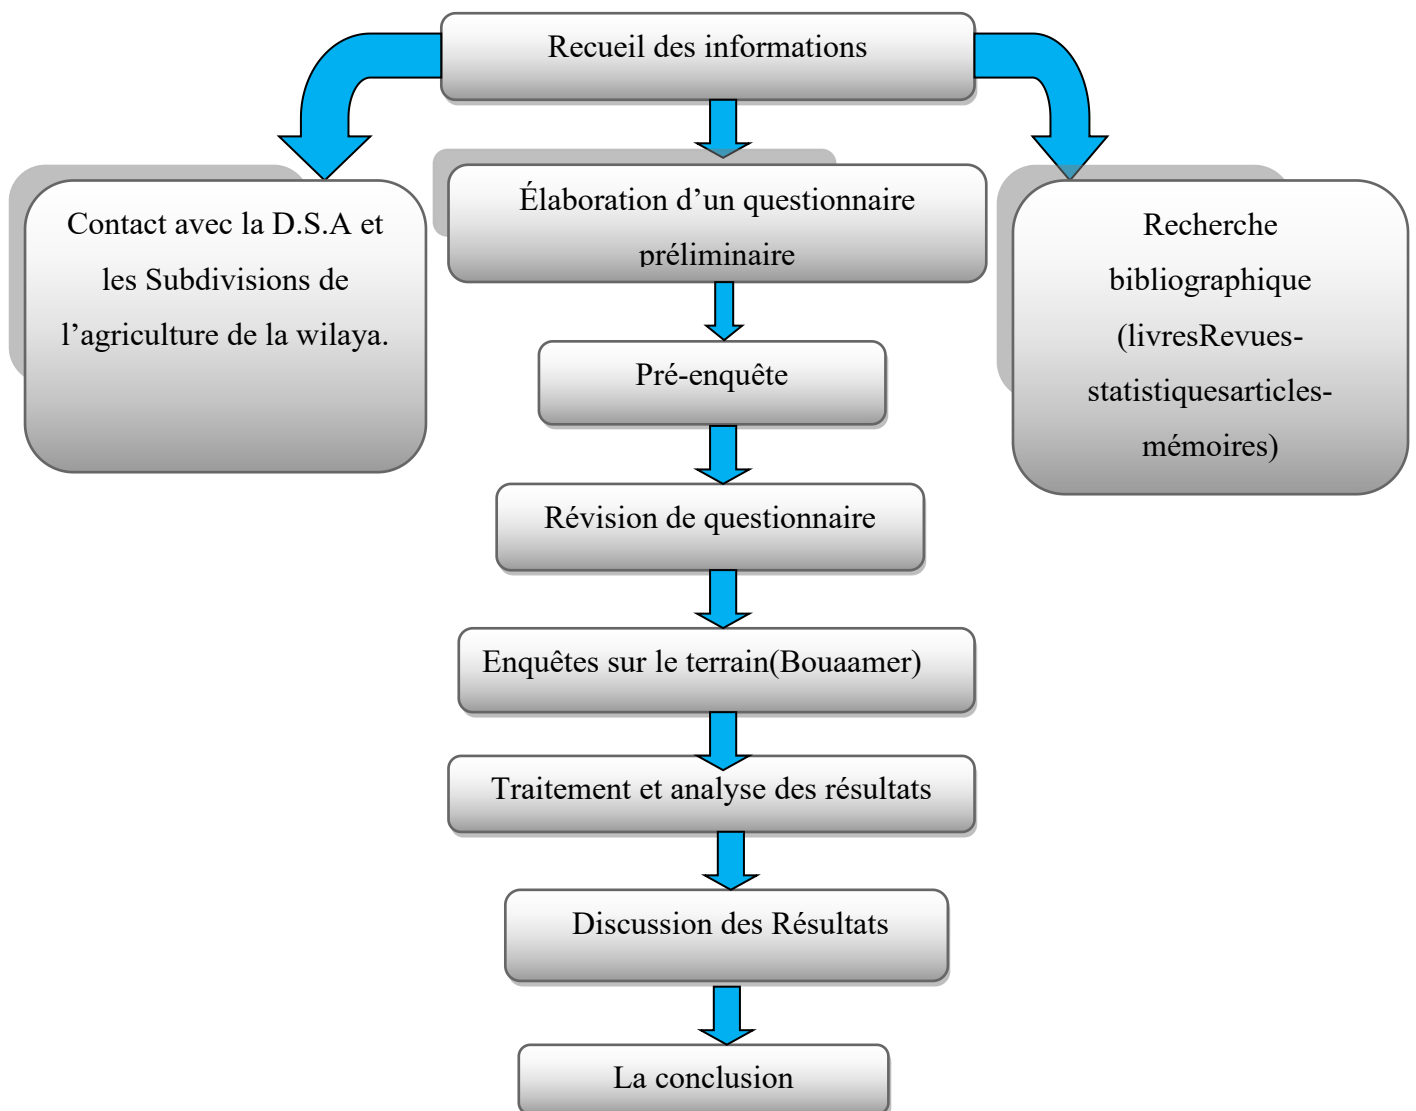 Recueil des informations
Contact avec la D.S.A et
les Subdivisions de
l’agriculture de la wilaya.
Élaboration d’un questionnaire
préliminaire
Recherche
bibliographique
(livresRevues-
statistiquesarticles-
mémoires)
Pré-enquête
Révision de questionnaire
Enquêtes sur le terrain(Bouaamer)
Traitement et analyse des résultats
Discussion des Résultats
La conclusion